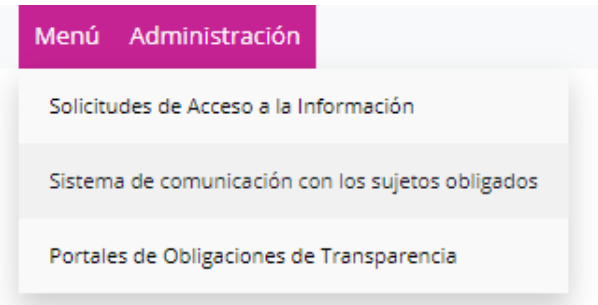 Menú Administración
Solicitudes de Acceso a la Información
Sistema de comunicación con los sujetos obligados
Portales de Obligaciones de Transparencia